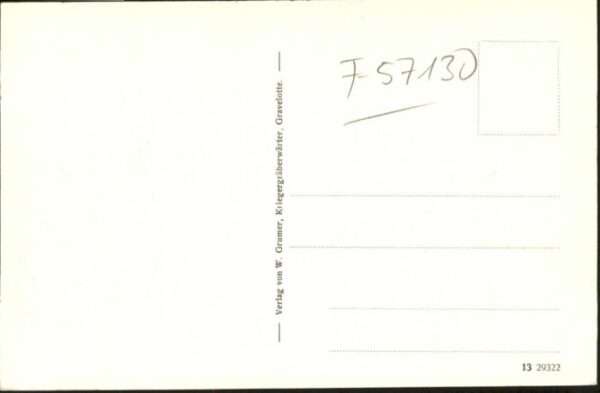 F-57130
Verlag von W. Gramer, Kriegergräberwärter, Gravelotte.
13 29322